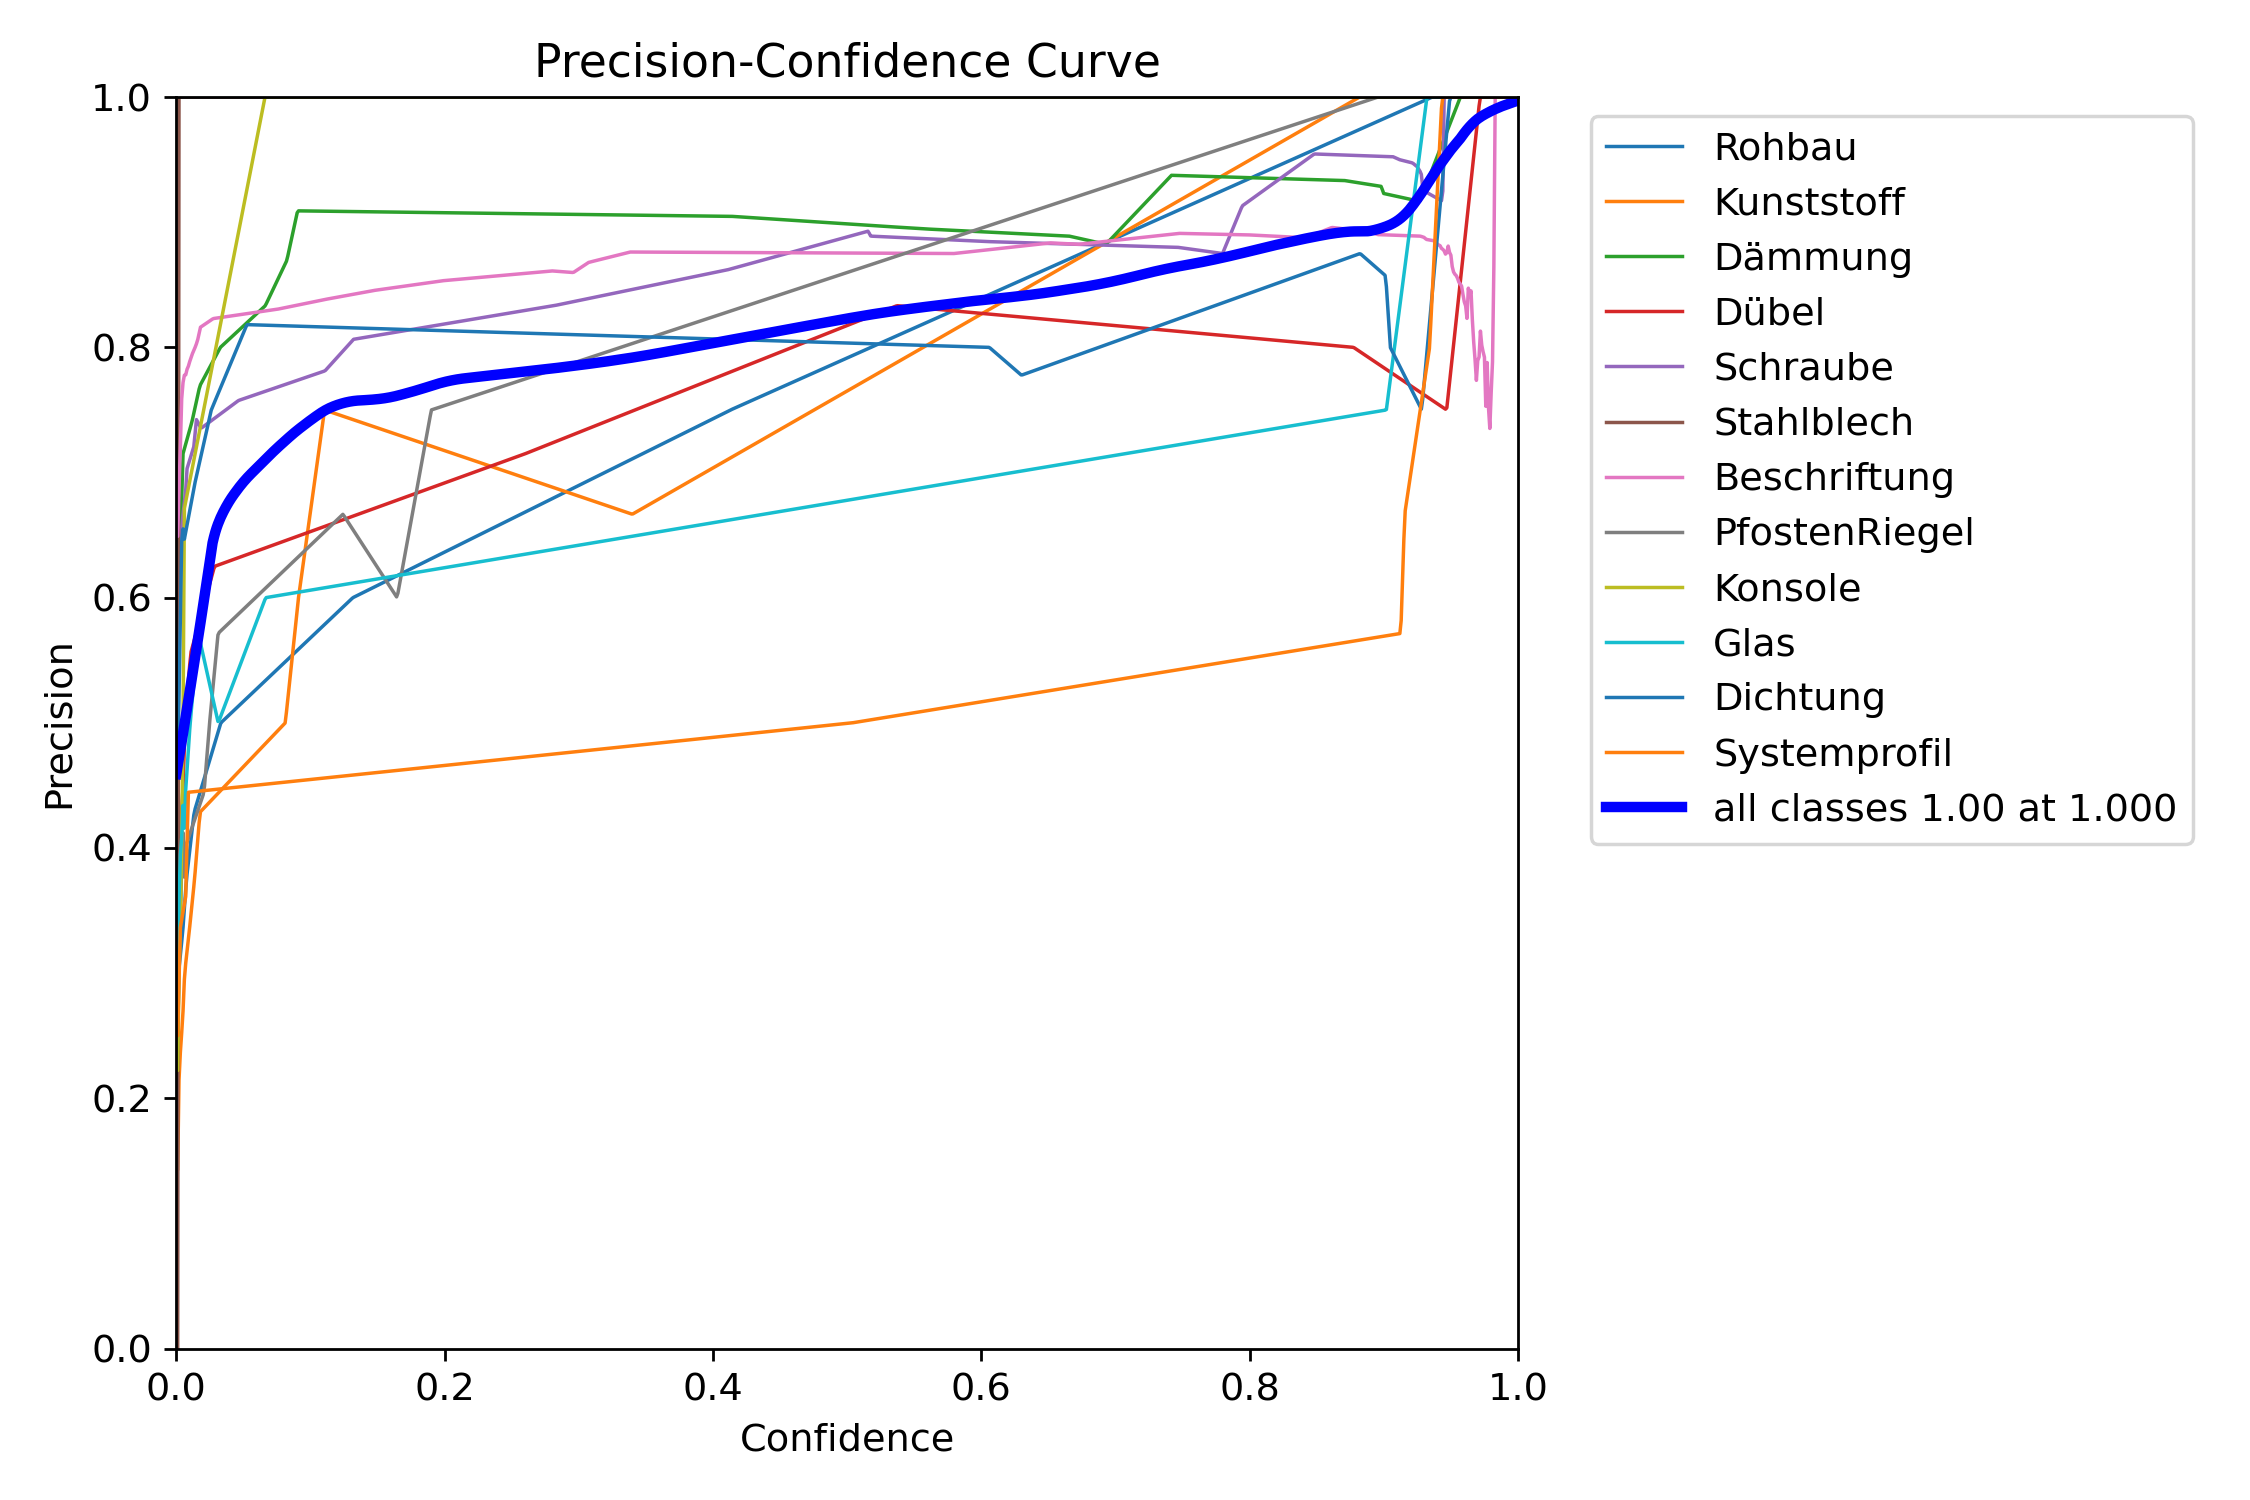 Precision-Confidence Curve
1.0
0.8
0.6
0.4
0.2
0.0
Precision
0.0 0.2 0.4 0.6 0.8 1.0
Confidence
Rohbau
Kunststoff
Dämmung
Dübel
Schraube
Stahlblech
Beschriftung
PfostenRiegel
Konsole
Glas
Dichtung
Systemprofil
all classes 1.00 at 1.000